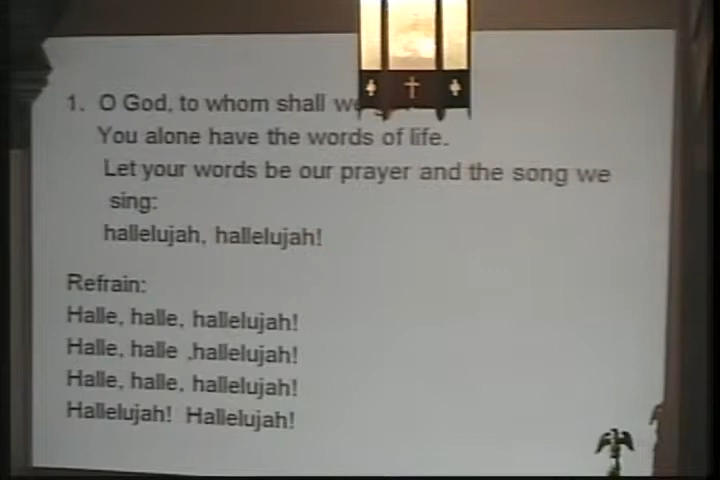 1. O God, to whom shall we
You alone have the words of life.
Let your words be our prayer and the song we
sing:
hallelujah, hallelujah!
Refrain:
Halle, halle, hallelujah!
Halle, halle ,hallelujah!
Halle, halle, hallelujah!
Hallelujah! Hallelujah!